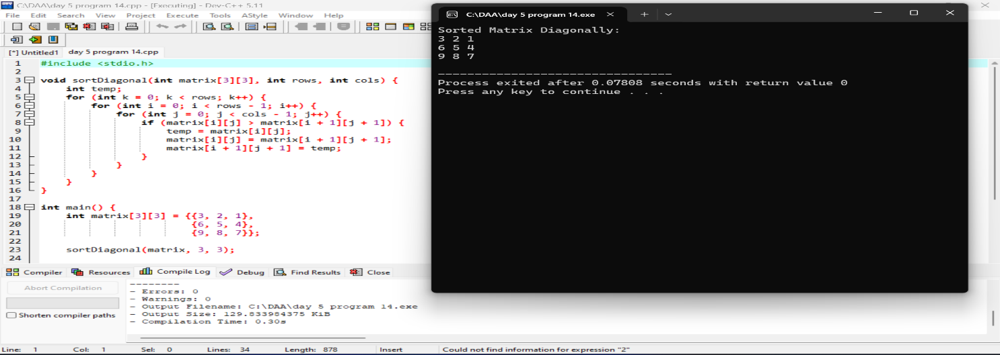 C:\DAA\day 5 program 14.cpp - [Executing] - Dev-C++ 5.11
File Edit Search View Project Execute Tools AStyle Window Help
[*] Untitled1 day 5 program 14.cpp
1 #include <stdio.h>
2
3 void sortDiagonal(int matrix[3][3], int rows, int cols) {
4 int temp;
5 for (int k = 0; k < rows; k++) {
6 for (int i = 0; i < rows - 1; i++) {
7 for (int j = 0; j < cols - 1; j++) {
8 if (matrix[i][j] > matrix[i + 1][j + 1]) {
9 temp = matrix[i][j];
10 matrix[i][j] = matrix[i + 1][j + 1];
11 matrix[i + 1][j + 1] = temp;
12 }
13 }
14 }
15 }
16 }
17
18 int main() {
19 int matrix[3][3] = {{3, 2, 1},
20 {6, 5, 4},
21 {9, 8, 7}};
22
23 sortDiagonal(matrix, 3, 3);
24
C:\DAA\day 5 program 14.exe
Sorted Matrix Diagonally:
3 2 1
6 5 4
9 8 7
--------------------------------
Process exited after 0.07808 seconds with return value 0
Press any key to continue . . .
Compiler Resources Compile Log Debug Find Results Close
Abort Compilation
Shorten compiler paths
--------
- Errors: 0
- Warnings: 0
- Output Filename: C:\DAA\day 5 program 14.exe
- Output Size: 129.833984375 KiB
- Compilation Time: 0.30s
Line: 1 Col: 1 Sel: 0 Lines: 34 Length: 878 Insert Could not find information for expression "2"